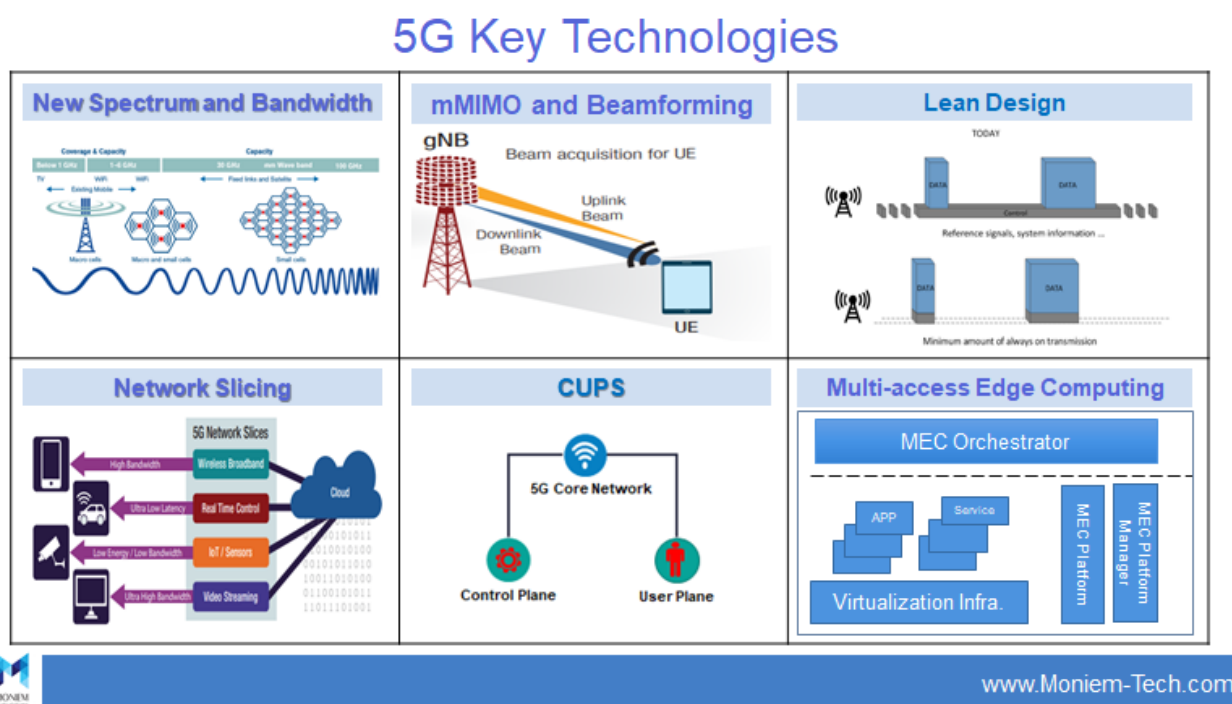 5G Key Technologies
New Spectrum and Bandwidth
Coverage & Capacity
Capacity
Below 1 GHz
1-6 GHz
30 GHz
mm Wave band
100 GHz
TV
WiFi
WiFi
Existing Mobile
Fixed links and Satellite
Macro cells
Macro and small cells
Small cells
mMIMO and Beamforming
gNB
Beam acquisition for UE
Uplink
Beam
Downlink
Beam
UE
Lean Design
TODAY
DATA
DATA
Control
Reference signals, system information ...
DATA
DATA
Minimum amount of always on transmission
Network Slicing
5G Network Slices
High Bandwidth
Wireless Broadband
Cloud
Ultra Low Latency
Real Time Control
Low Energy / Low Bandwidth
IoT / Sensors
Ultra High Bandwidth
Video Streaming
CUPS
5G Core Network
Control Plane
User Plane
Multi-access Edge Computing
MEC Orchestrator
APP
Service
MEC Platform
MEC Platform
Manager
Virtualization Infra.
MONIEM
www.Moniem-Tech.com